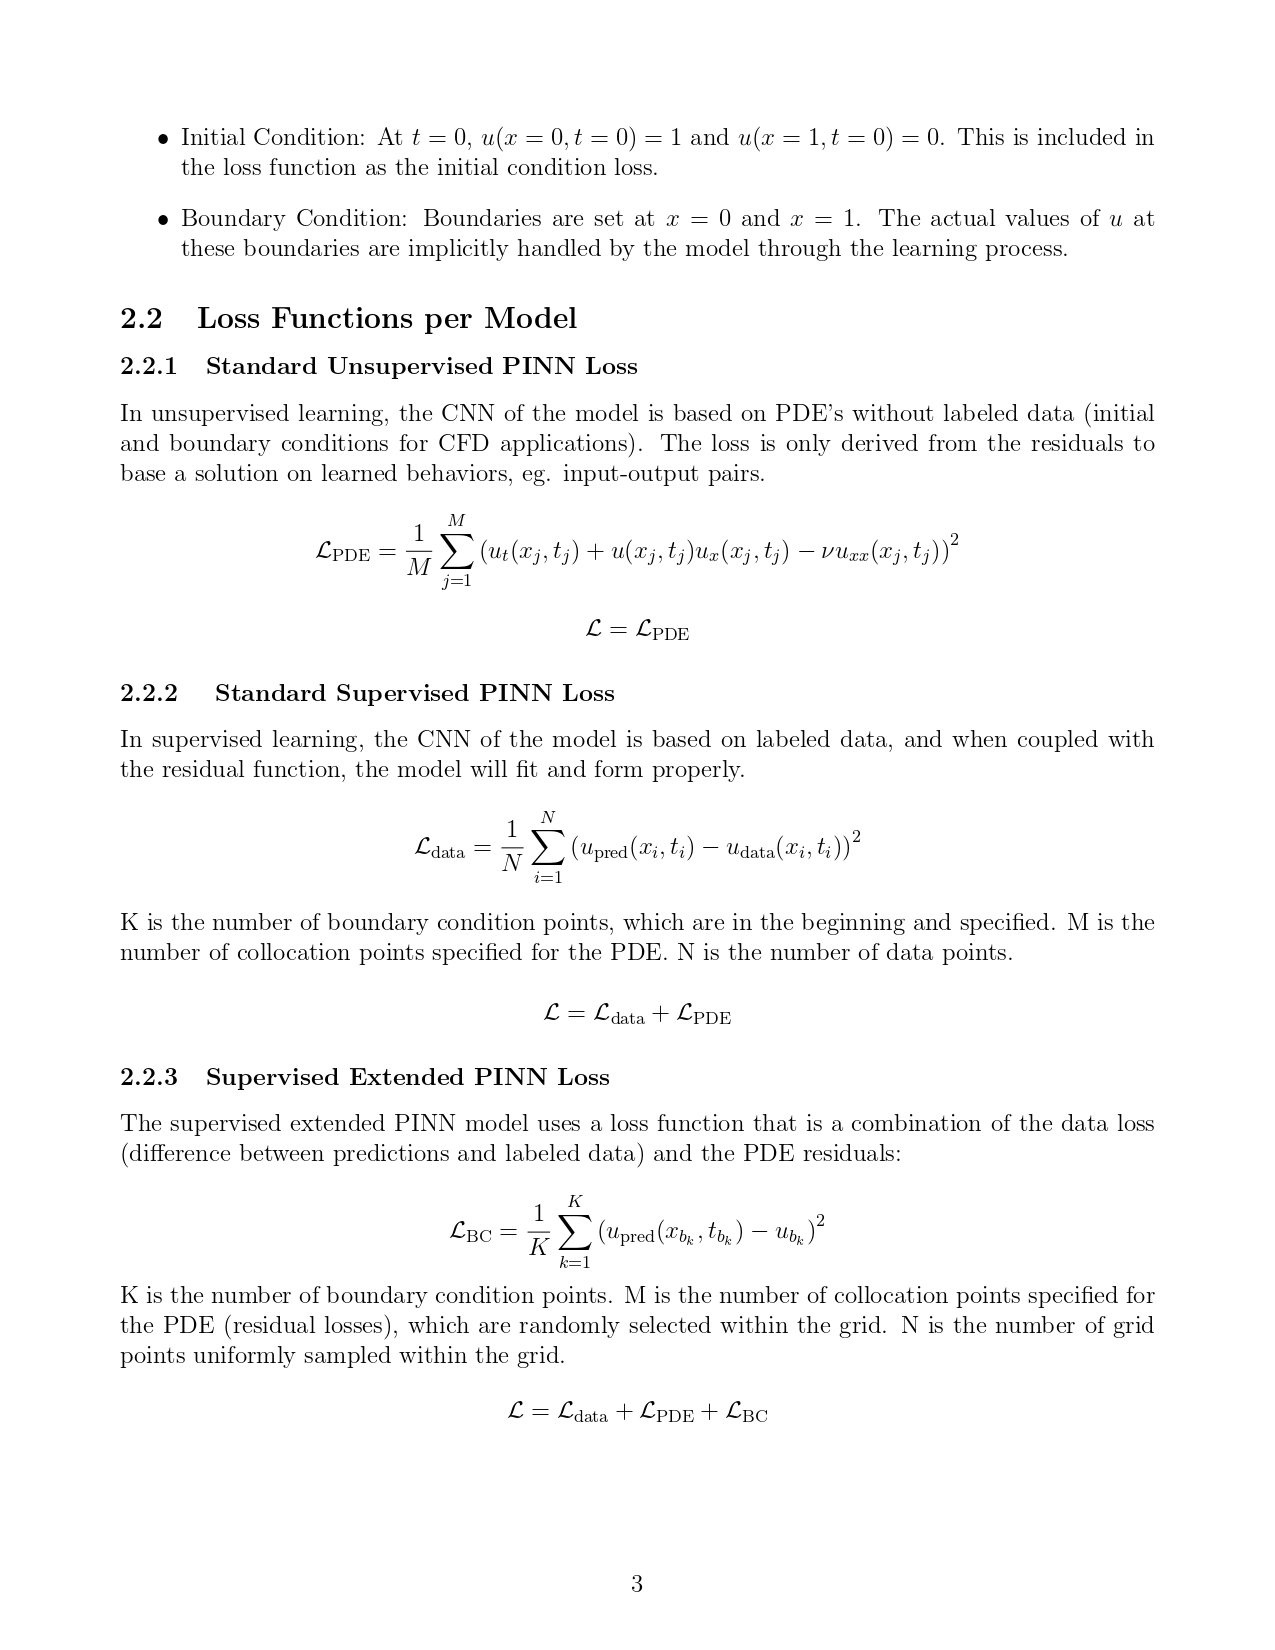 • Initial Condition: At t = 0, u(x = 0, t = 0) = 1 and u(x = 1, t = 0) = 0. This is included in
the loss function as the initial condition loss.
• Boundary Condition: Boundaries are set at x = 0 and x = 1. The actual values of u at
these boundaries are implicitly handled by the model through the learning process.
2.2 Loss Functions per Model
2.2.1 Standard Unsupervised PINN Loss
In unsupervised learning, the CNN of the model is based on PDE's without labeled data (initial
and boundary conditions for CFD applications). The loss is only derived from the residuals to
base a solution on learned behaviors, eg. input-output pairs.
$\mathcal{L}_{\text{PDE}} = \frac{1}{M} \sum_{j=1}^{M} (u_t(x_j, t_j) + u(x_j, t_j)u_x(x_j, t_j) - \nu u_{xx}(x_j, t_j))^2$
$\mathcal{L} = \mathcal{L}_{\text{PDE}}$
2.2.2 Standard Supervised PINN Loss
In supervised learning, the CNN of the model is based on labeled data, and when coupled with
the residual function, the model will fit and form properly.
$\mathcal{L}_{\text{data}} = \frac{1}{N} \sum_{i=1}^{N} (u_{\text{pred}}(x_i, t_i) - u_{\text{data}}(x_i, t_i))^2$
K is the number of boundary condition points, which are in the beginning and specified. M is the
number of collocation points specified for the PDE. N is the number of data points.
$\mathcal{L} = \mathcal{L}_{\text{data}} + \mathcal{L}_{\text{PDE}}$
2.2.3 Supervised Extended PINN Loss
The supervised extended PINN model uses a loss function that is a combination of the data loss
(difference between predictions and labeled data) and the PDE residuals:
$\mathcal{L}_{\text{BC}} = \frac{1}{K} \sum_{k=1}^{K} (u_{\text{pred}}(x_{b_k}, t_{b_k}) - u_{b_k})^2$
K is the number of boundary condition points. M is the number of collocation points specified for
the PDE (residual losses), which are randomly selected within the grid. N is the number of grid
points uniformly sampled within the grid.
$\mathcal{L} = \mathcal{L}_{\text{data}} + \mathcal{L}_{\text{PDE}} + \mathcal{L}_{\text{BC}}$
3